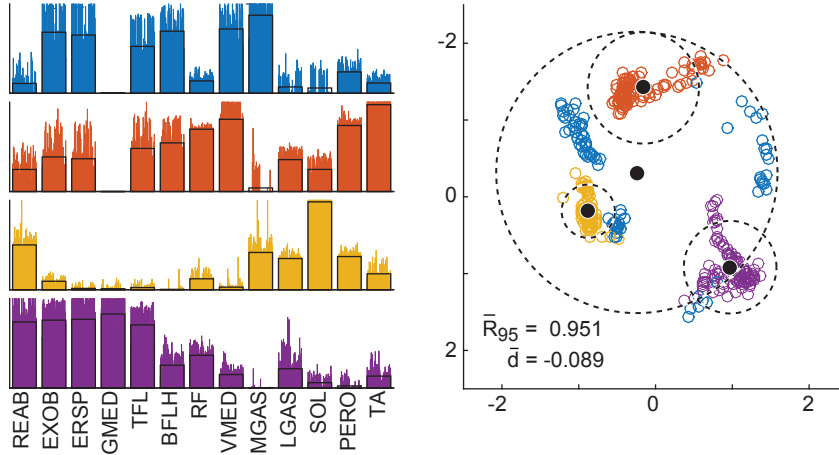 REAB EXOB ERSP GMED TFL BFLH RF VMED MGAS LGAS SOL PERO TA
-2
0
2
R̅95 = 0.951
d̅ = -0.089
-2 0 2